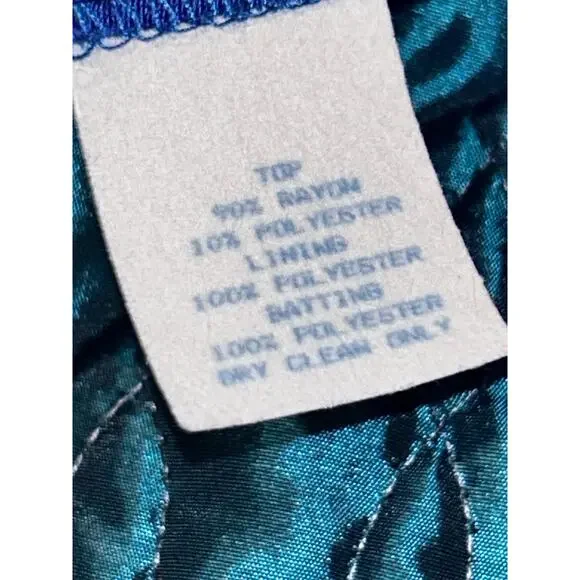 TOP
90% RAYON
10% POLYESTER
LINING
100% POLYESTER
BATTING
100% POLYESTER
DRY CLEAN ONLY